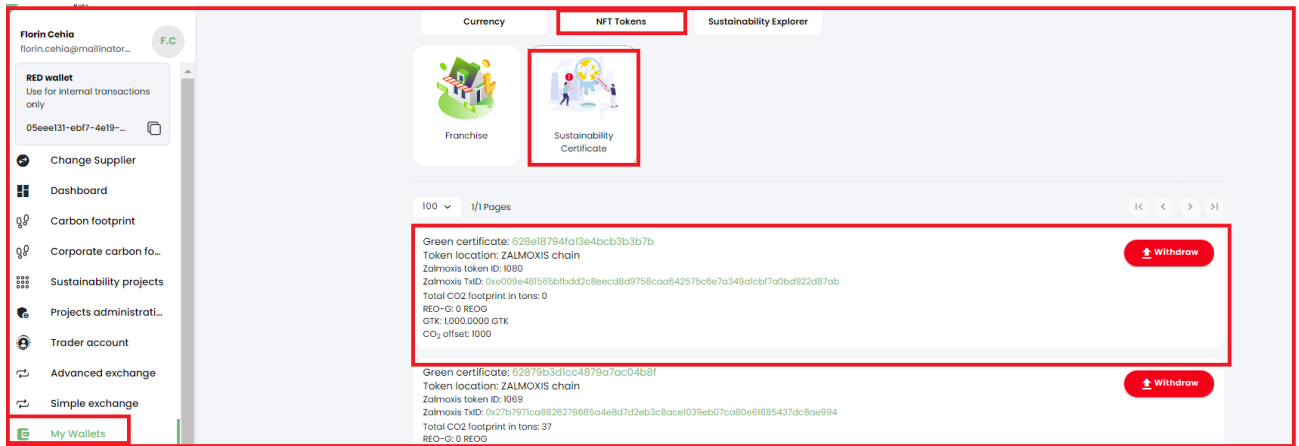 Florin Cehia
florin.cehia@mailinator...
F.C
RED wallet
Use for internal transactions
only
05eee131-ebf7-4e19-...
Change Supplier
Dashboard
Carbon footprint
Corporate carbon fo...
Sustainability projects
Projects administrati...
Trader account
Advanced exchange
Simple exchange
My Wallets
Currency
NFT Tokens
Sustainability Explorer
Franchise
Sustainability
Certificate
100
1/1 Pages
Green certificate: 628e18794fa13e4bcb3b3b7b
Token location: ZALMOXIS chain
Zalmoxis token ID: 1080
Zalmoxis TxID: 0xe009e481565bfbdd2c8eecd8d9758caa642575c6e7a349a1cbf7a0bd922d87ab
Total CO2 footprint in tons: 0
REO-G: 0 REOG
GTK: 1,000.0000 GTK
CO₂ offset: 1000
Withdraw
Green certificate: 62879b3d1cc4879a7ac04b8f
Token location: ZALMOXIS chain
Zalmoxis token ID: 1069
Zalmoxis TxID: 0x27b7971ca8826278685a4e8d7d2eb3c8ace1039eb07ca80e61885437dc8ae994
Total CO2 footprint in tons: 37
REO-G: 0 REOG
Withdraw